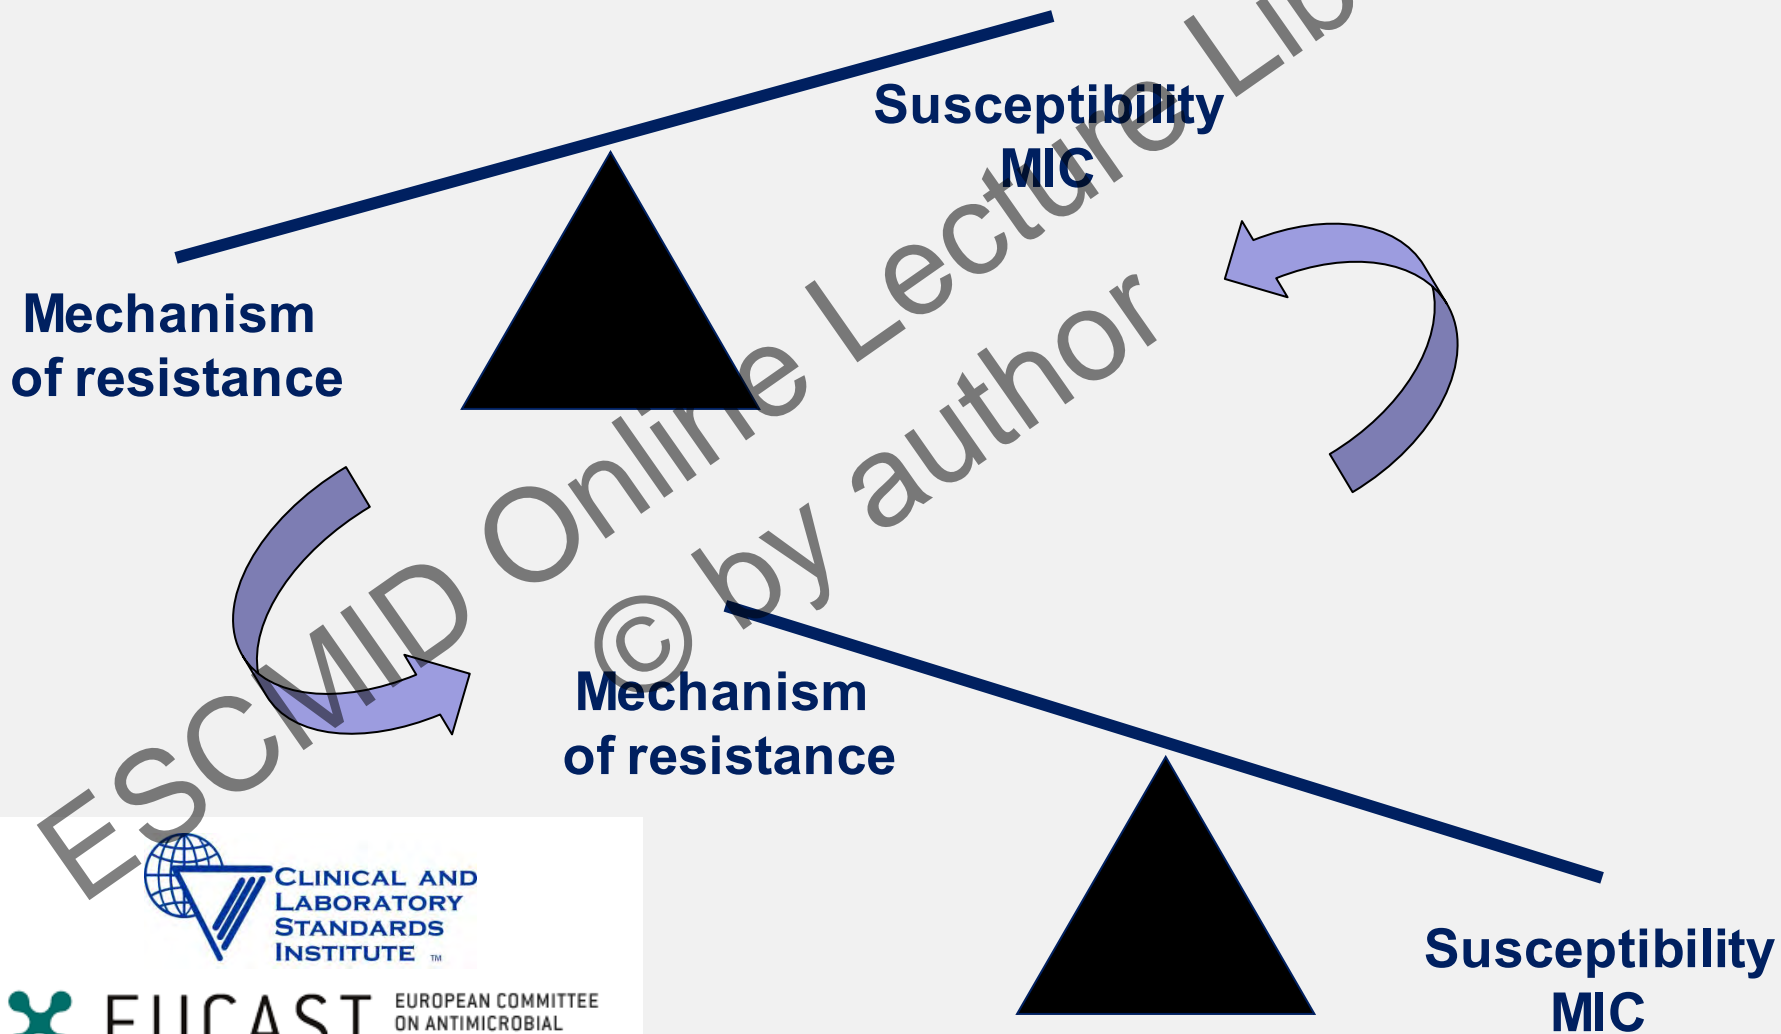 Susceptibility
MIC
Mechanism
of resistance
ESCMID Online Lecture
© by author
Mechanism
of resistance
Susceptibility
MIC
CLINICAL AND
LABORATORY
STANDARDS
INSTITUTE ™
EUCAST
EUROPEAN COMMITTEE
ON ANTIMICROBIAL